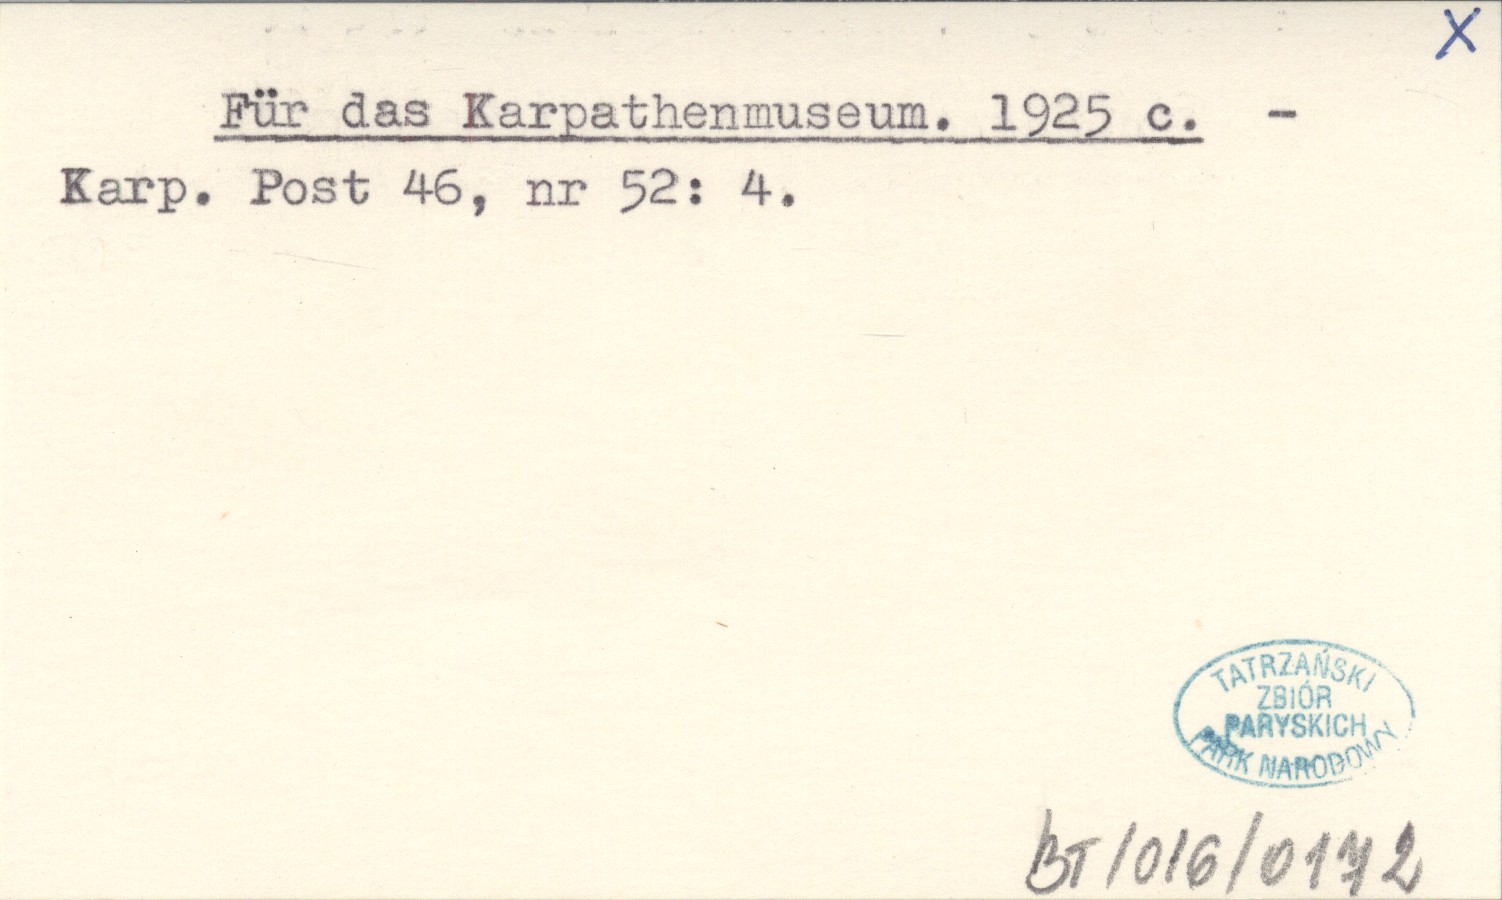 X
Für das Karpathenmuseum. 1925 c. -
Karp. Post 46, nr 52: 4.
TATRZAŃSKI
ZBIÓR
PARYSKICH
PARK NARODOWY
BT/016/0172